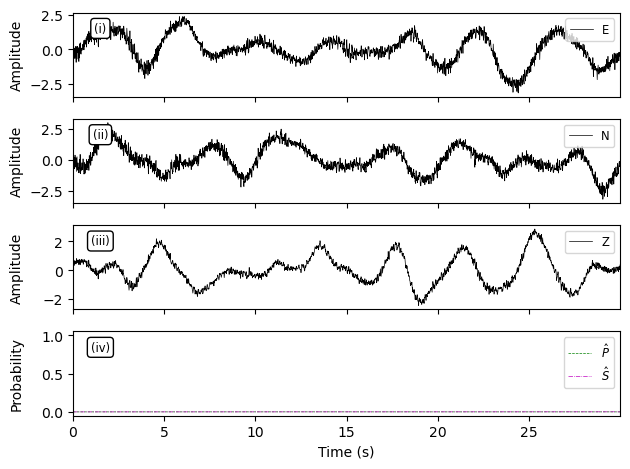 2.5
0.0
−2.5
Amplitude
(i)
E
2.5
0.0
−2.5
Amplitude
(ii)
N
2
0
−2
Amplitude
(iii)
Z
1.0
0.5
0.0
Probability
(iv)
P̂
Ŝ
0 5 10 15 20 25
Time (s)